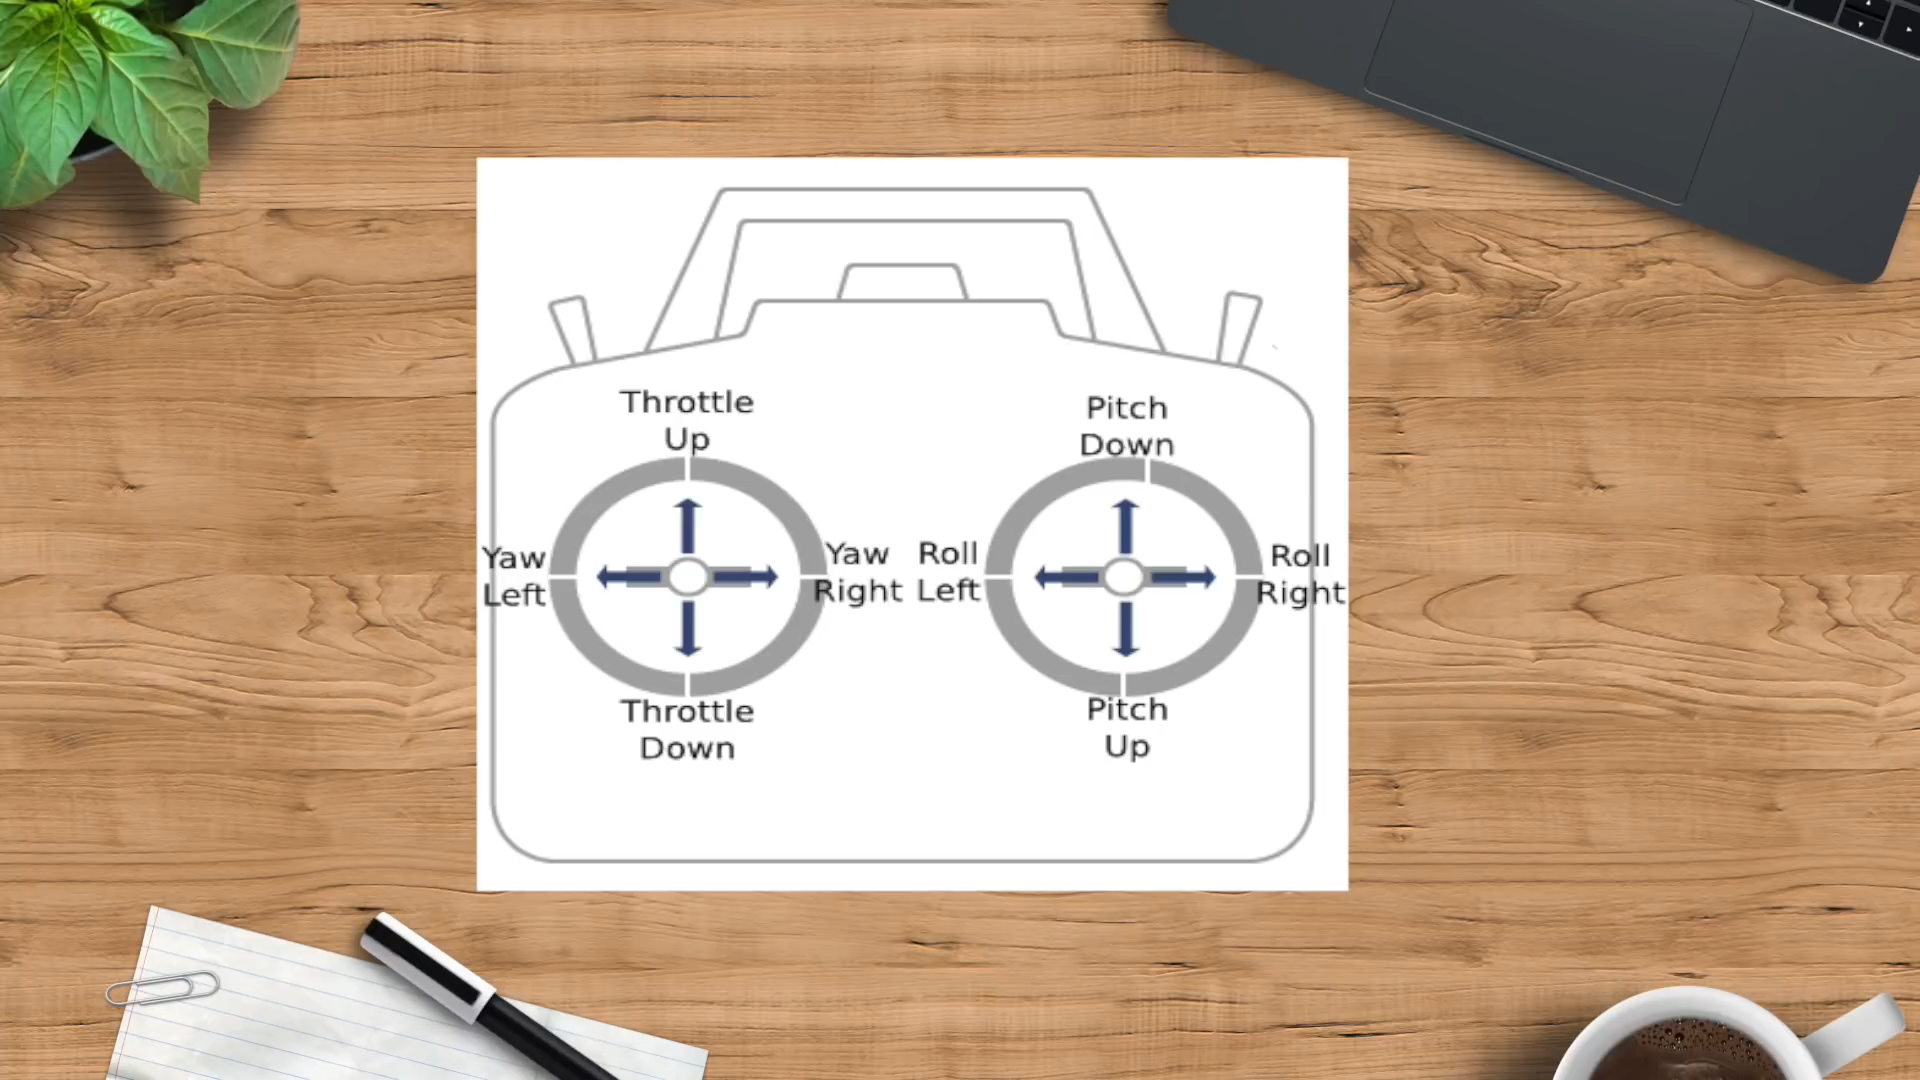 Throttle
Up
Pitch
Down
Yaw
Left
Yaw
Right
Roll
Left
Roll
Right
Throttle
Down
Pitch
Up